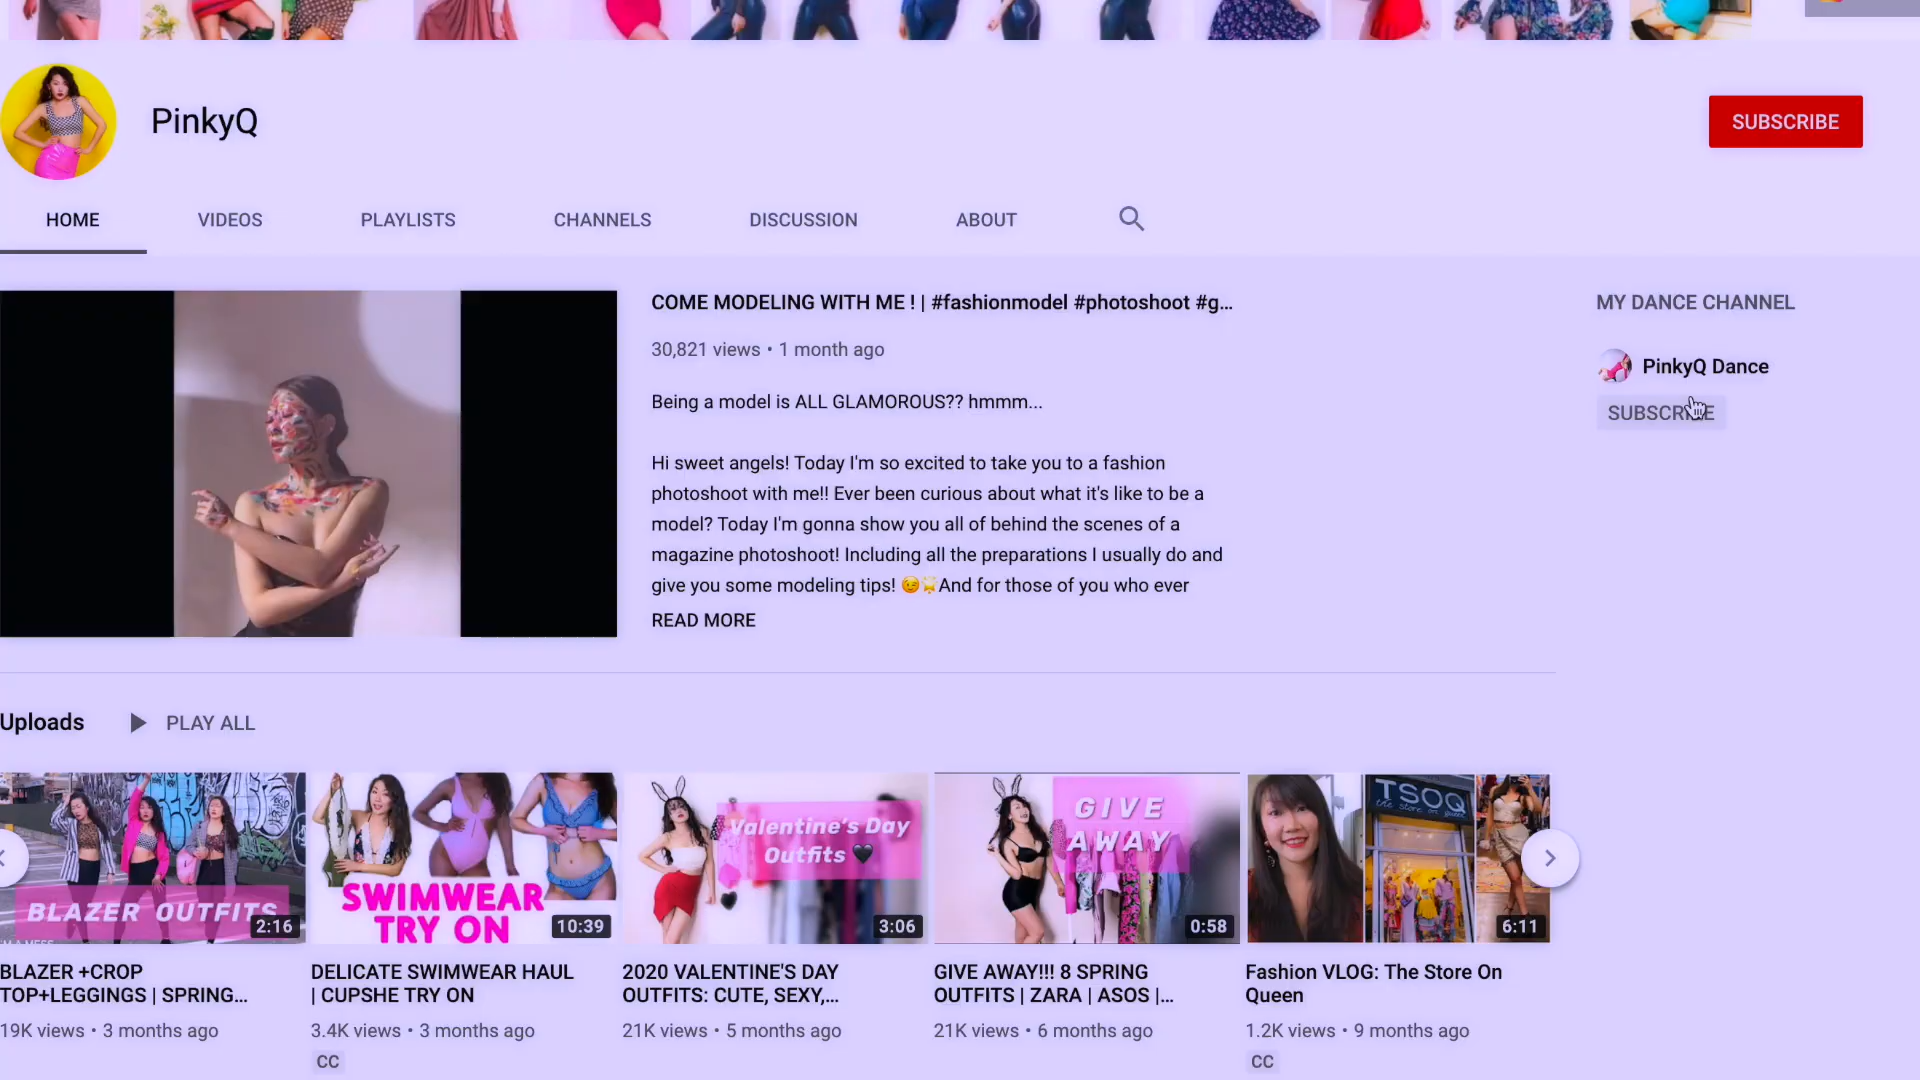 PinkyQ
SUBSCRIBE
HOME VIDEOS PLAYLISTS CHANNELS DISCUSSION ABOUT
COME MODELING WITH ME ! | #fashionmodel #photoshoot #g...
30,821 views • 1 month ago
Being a model is ALL GLAMOROUS?? hmmm...
Hi sweet angels! Today I'm so excited to take you to a fashion
photoshoot with me!! Ever been curious about what it's like to be a
model? Today I'm gonna show you all of behind the scenes of a
magazine photoshoot! Including all the preparations I usually do and
give you some modeling tips! 😉 And for those of you who ever
READ MORE
MY DANCE CHANNEL
PinkyQ Dance
SUBSCRIBE
Uploads PLAY ALL
BLAZER OUTFITS
2:16
BLAZER +CROP
TOP+LEGGINGS | SPRING...
19K views • 3 months ago
SWIMWEAR
TRY ON
10:39
DELICATE SWIMWEAR HAUL
| CUPSHE TRY ON
3.4K views • 3 months ago
CC
Valentine's Day
Outfits 🖤
3:06
2020 VALENTINE'S DAY
OUTFITS: CUTE, SEXY,...
21K views • 5 months ago
GIVE
AWAY
0:58
GIVE AWAY!!! 8 SPRING
OUTFITS | ZARA | ASOS |...
21K views • 6 months ago
TSOQ
the store on queen
6:11
Fashion VLOG: The Store On
Queen
1.2K views • 9 months ago
CC